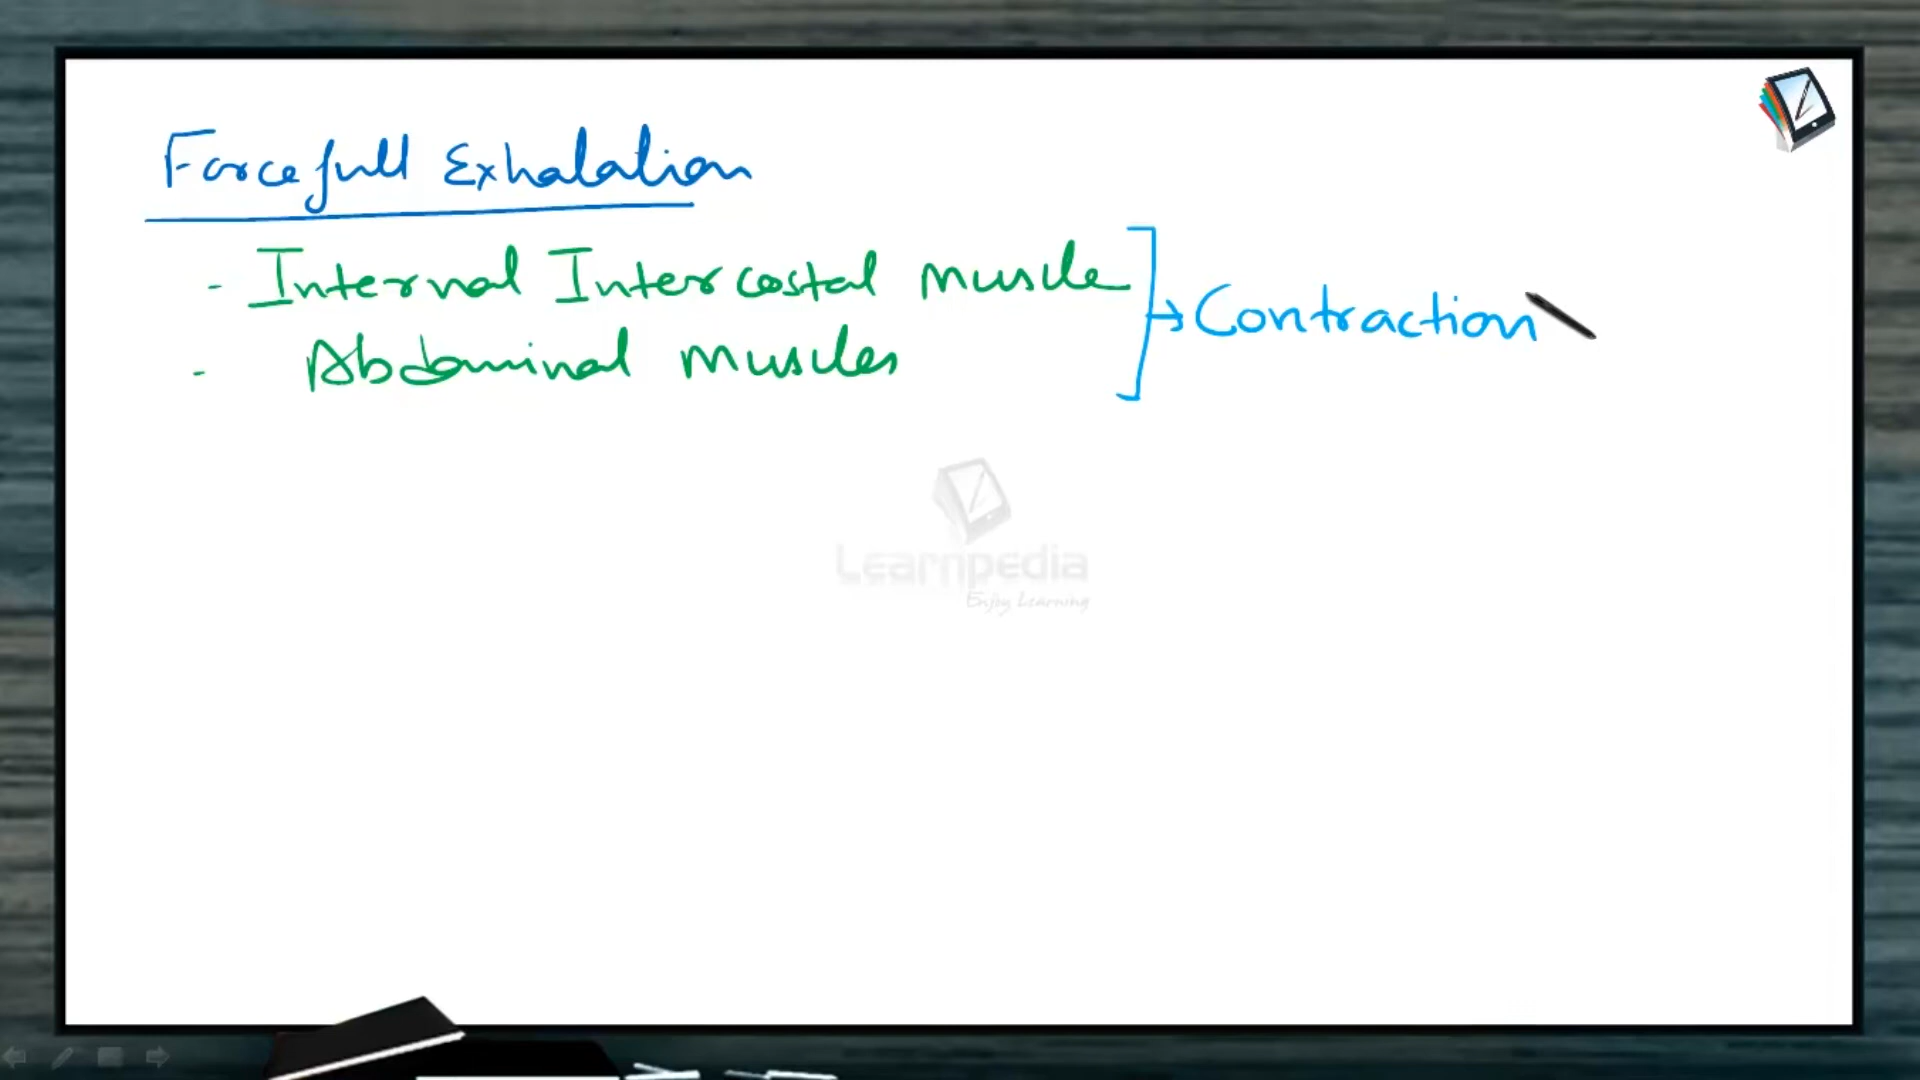 Forcefull Exhalation
- Internal Intercostal muscle
- Abdominal muscles
→ Contraction
Learnpedia
Enjoy Learning